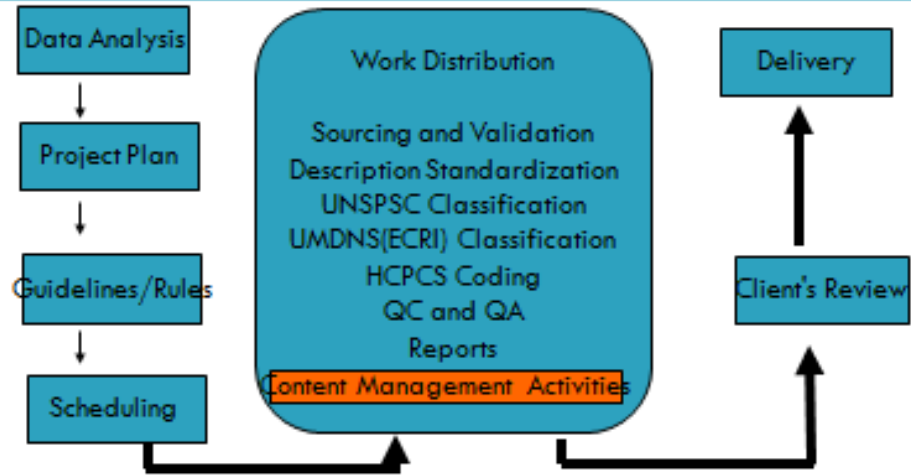 Data Analysis
Project Plan
Guidelines/Rules
Scheduling
Work Distribution
Sourcing and Validation
Description Standardization
UNSPSC Classification
UMDNS(ECRI) Classification
HCPCS Coding
QC and QA
Reports
Content Management Activities
Client's Review
Delivery